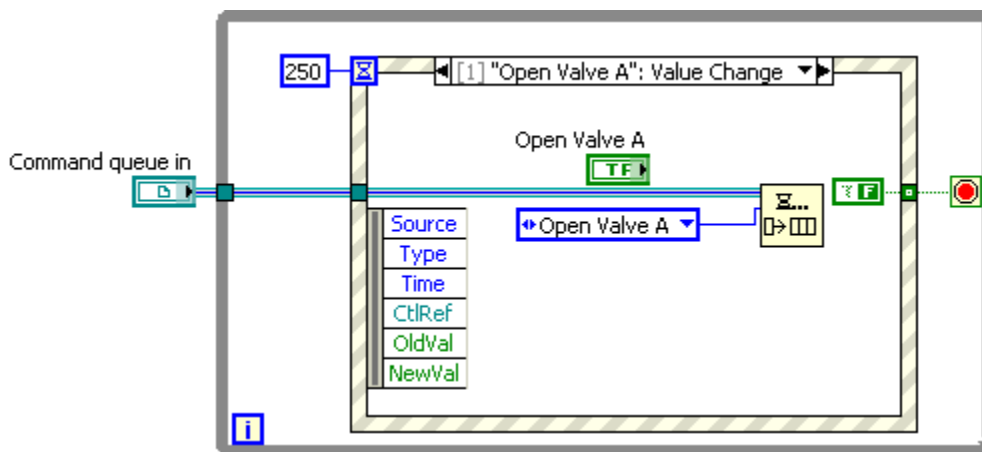 250
[1] "Open Valve A": Value Change
Open Valve A
TF
Command queue in
Open Valve A
F
Source
Type
Time
CtlRef
OldVal
NewVal
i